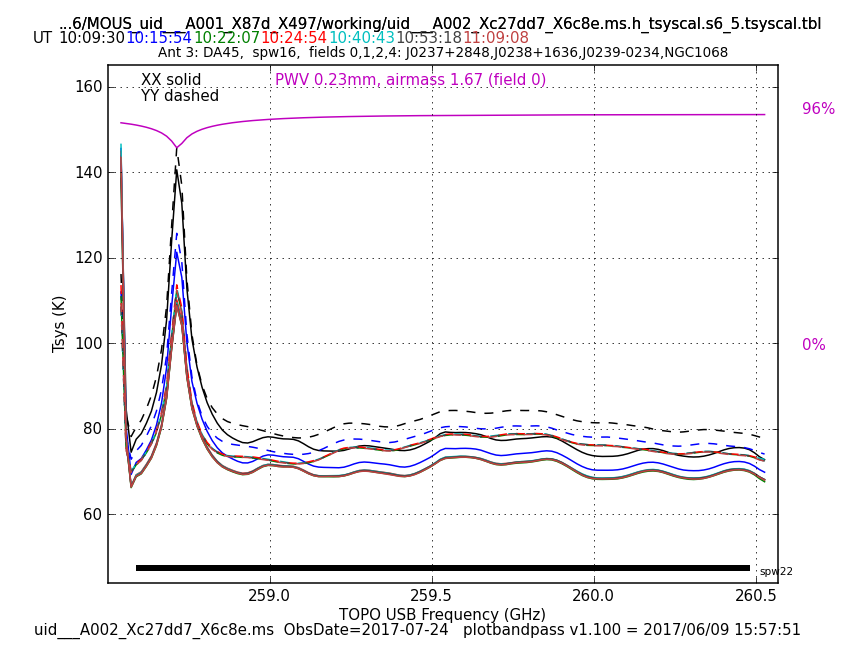 ...6/MOUS_uid___A001_X87d_X497/working/uid___A002_Xc27dd7_X6c8e.ms.h_tsyscal.s6_5.tsyscal.tbl
UT 10:09:30 10:15:54 10:22:07 10:24:54 10:40:43 10:53:18 11:09:08
Ant 3: DA45, spw16, fields 0,1,2,4: J0237+2848,J0238+1636,J0239-0234,NGC1068
XX solid
YY dashed
PWV 0.23mm, airmass 1.67 (field 0)
160
140
120
100
80
60
96%
0%
Tsys (K)
spw22
259.0 259.5 260.0 260.5
TOPO USB Frequency (GHz)
uid___A002_Xc27dd7_X6c8e.ms ObsDate=2017-07-24 plotbandpass v1.100 = 2017/06/09 15:57:51